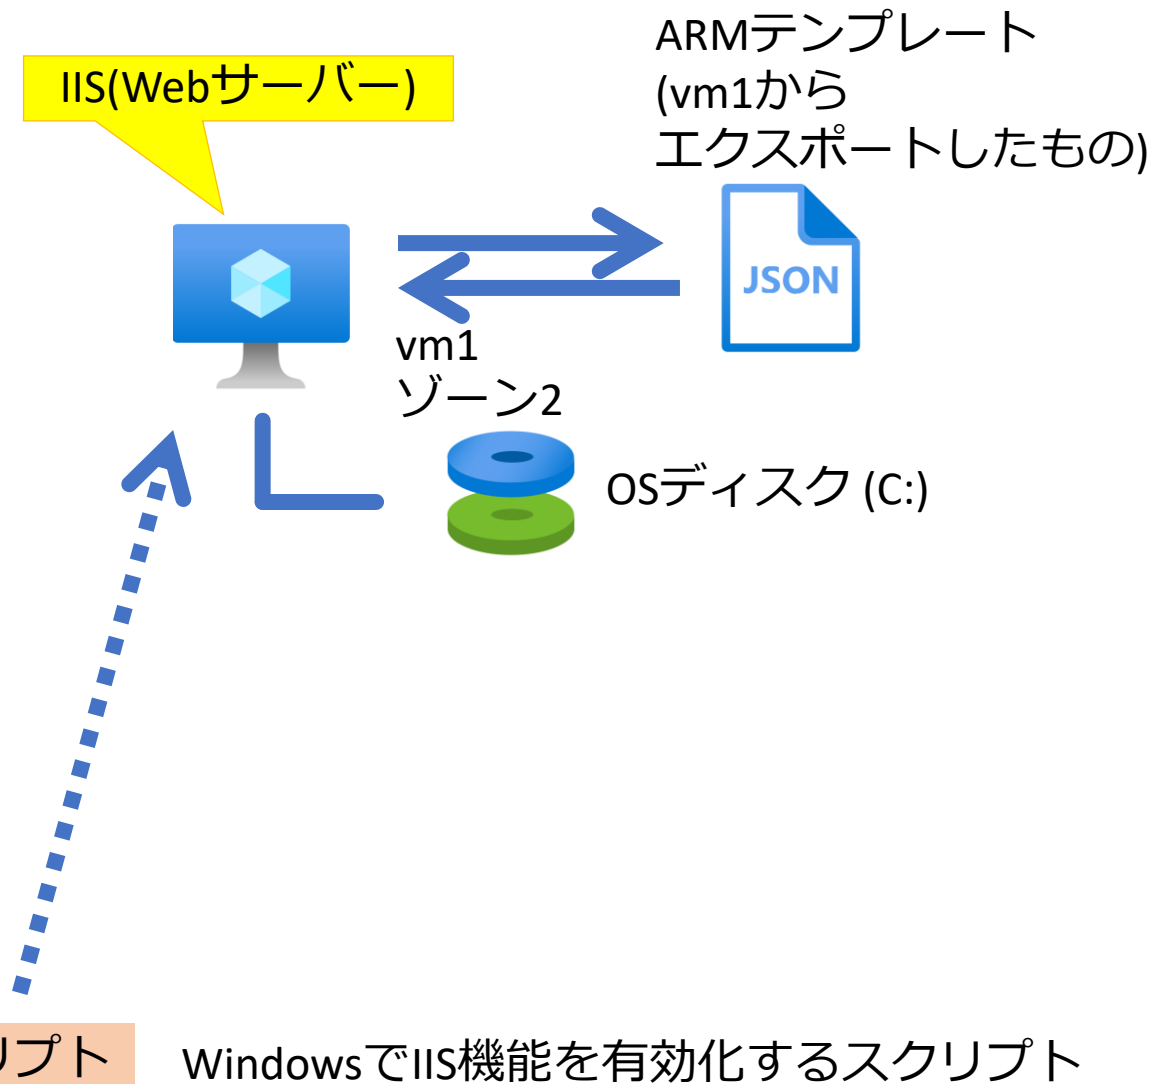 ARMテンプレート
(vm1から
エクスポートしたもの)
IIS(Webサーバー)
JSON
vm1
ゾーン2
OSディスク (C:)
リプト
WindowsでIIS機能を有効化するスクリプト